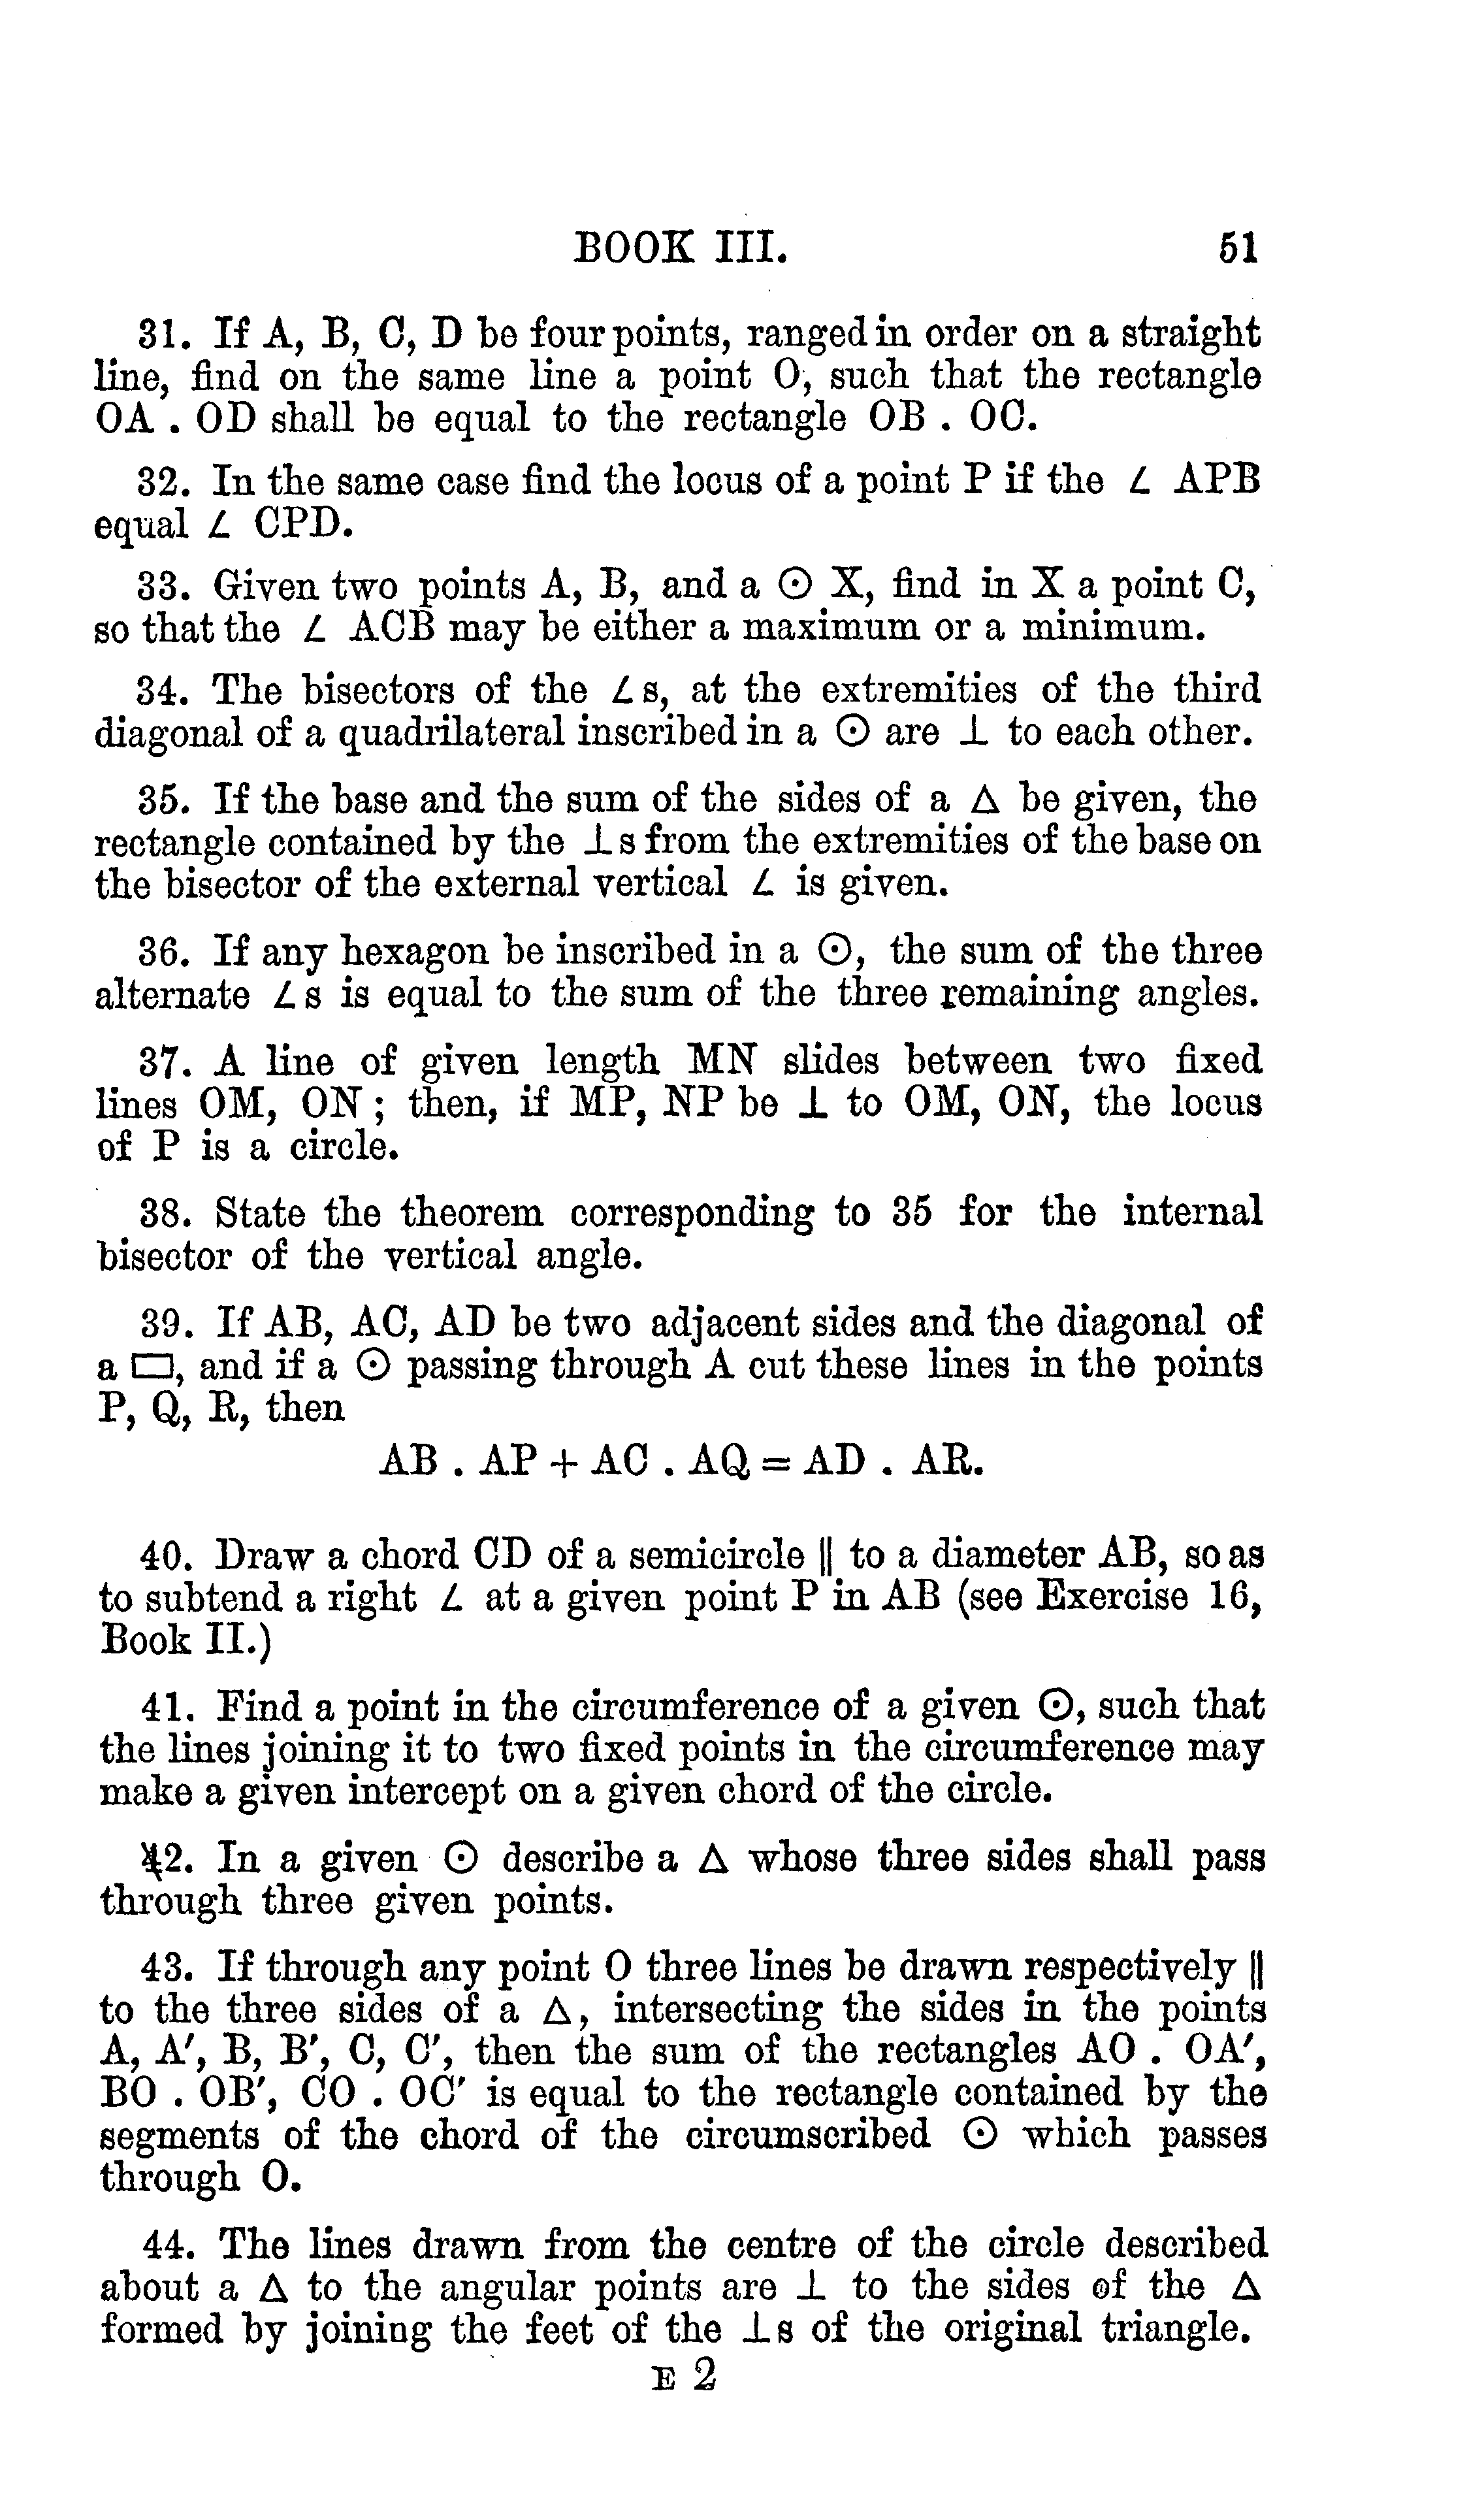 BOOK III. 51
31. If A, B, C, D be four points, ranged in order on a straight
line, find on the same line a point O, such that the rectangle
OA . OD shall be equal to the rectangle OB . OC.
32. In the same case find the locus of a point P if the ∠ APB
equal ∠ CPD.
33. Given two points A, B, and a ⊙ X, find in X a point C,
so that the ∠ ACB may be either a maximum or a minimum.
34. The bisectors of the ∠s, at the extremities of the third
diagonal of a quadrilateral inscribed in a ⊙ are ⊥ to each other.
35. If the base and the sum of the sides of a △ be given, the
rectangle contained by the ⊥s from the extremities of the base on
the bisector of the external vertical ∠ is given.
36. If any hexagon be inscribed in a ⊙, the sum of the three
alternate ∠s is equal to the sum of the three remaining angles.
37. A line of given length MN slides between two fixed
lines OM, ON ; then, if MP, NP be ⊥ to OM, ON, the locus
of P is a circle.
38. State the theorem corresponding to 35 for the internal
bisector of the vertical angle.
39. If AB, AC, AD be two adjacent sides and the diagonal of
a ▭, and if a ⊙ passing through A cut these lines in the points
P, Q, R, then
AB . AP + AC . AQ = AD . AR.
40. Draw a chord CD of a semicircle ∥ to a diameter AB, so as
to subtend a right ∠ at a given point P in AB (see Exercise 16,
Book II.)
41. Find a point in the circumference of a given ⊙, such that
the lines joining it to two fixed points in the circumference may
make a given intercept on a given chord of the circle.
42. In a given ⊙ describe a △ whose three sides shall pass
through three given points.
43. If through any point O three lines be drawn respectively ∥
to the three sides of a △, intersecting the sides in the points
A, A′, B, B′, C, C′, then the sum of the rectangles AO . OA′,
BO . OB′, CO . OC′ is equal to the rectangle contained by the
segments of the chord of the circumscribed ⊙ which passes
through O.
44. The lines drawn from the centre of the circle described
about a △ to the angular points are ⊥ to the sides of the △
formed by joining the feet of the ⊥s of the original triangle.
E 2